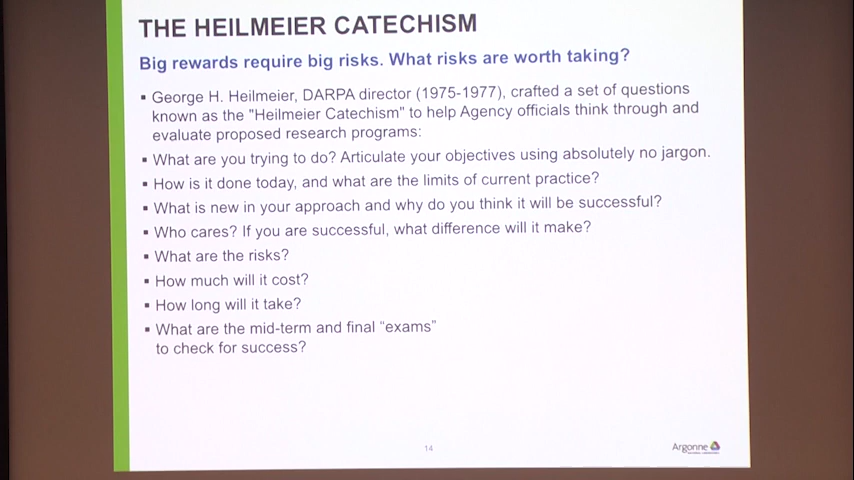 THE HEILMEIER CATECHISM
Big rewards require big risks. What risks are worth taking?
▪ George H. Heilmeier, DARPA director (1975-1977), crafted a set of questions
known as the "Heilmeier Catechism" to help Agency officials think through and
evaluate proposed research programs:
▪ What are you trying to do? Articulate your objectives using absolutely no jargon.
▪ How is it done today, and what are the limits of current practice?
▪ What is new in your approach and why do you think it will be successful?
▪ Who cares? If you are successful, what difference will it make?
▪ What are the risks?
▪ How much will it cost?
▪ How long will it take?
▪ What are the mid-term and final “exams”
to check for success?
14
Argonne